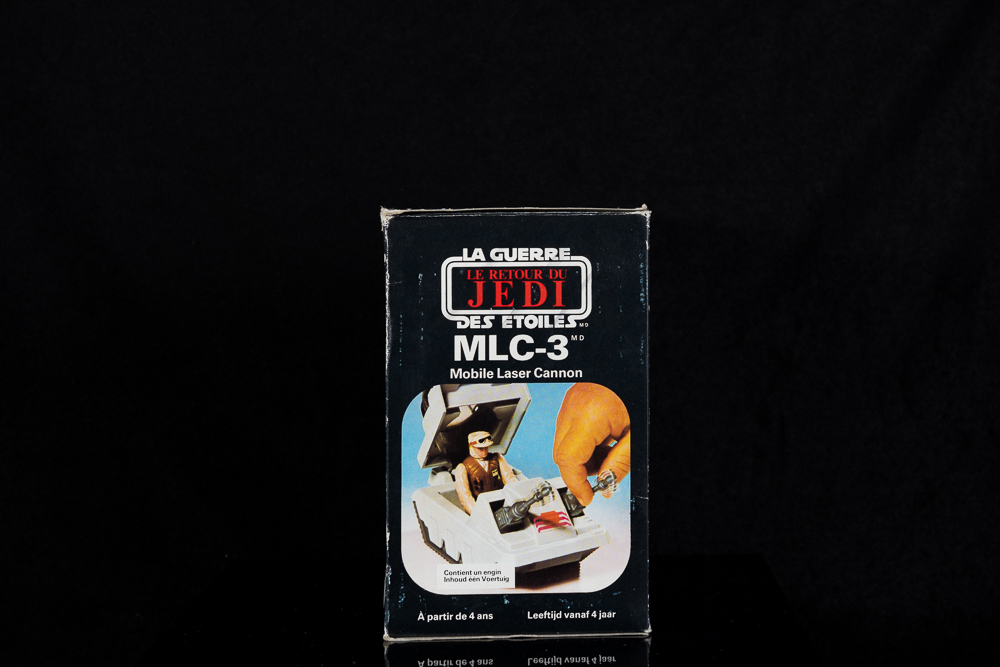 LA GUERRE
LE RETOUR DU
JEDI
DES ETOILES MD
MLC-3 MD
Mobile Laser Cannon
Contient un engin
Inhoud één Voertuig
À partir de 4 ans Leeftijd vanaf 4 jaar